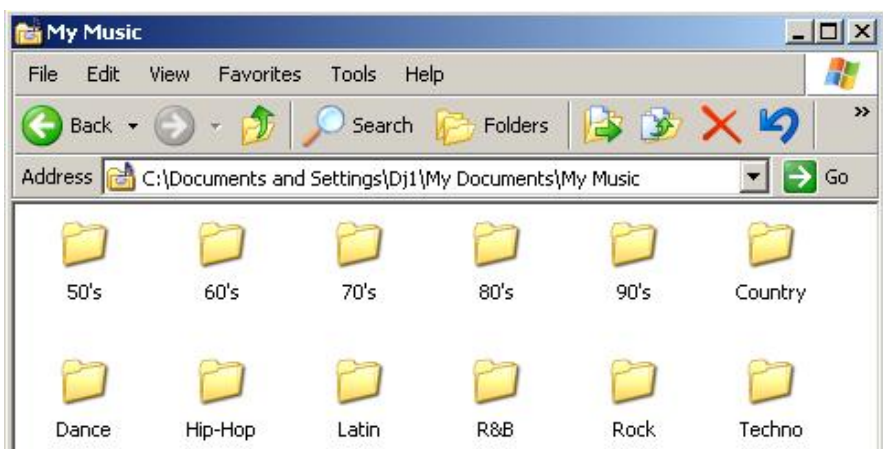 My Music
File Edit View Favorites Tools Help
Back Search Folders »
Address C:\Documents and Settings\Dj1\My Documents\My Music Go
50's 60's 70's 80's 90's Country
Dance Hip-Hop Latin R&B Rock Techno